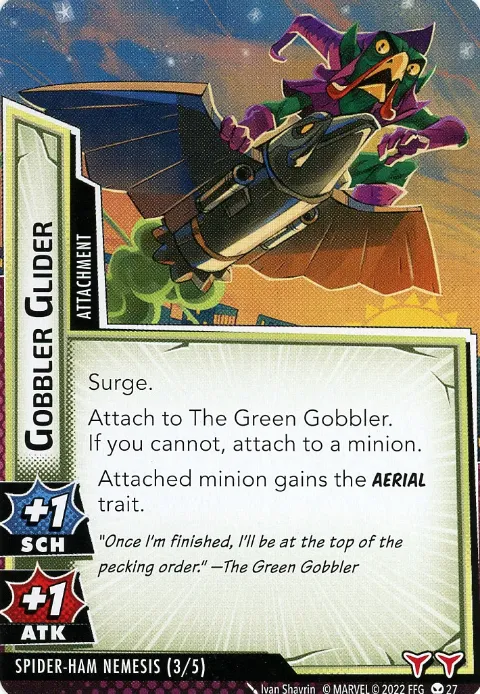 GOBBLER GLIDER
ATTACHMENT
Surge.
Attach to The Green Gobbler.
If you cannot, attach to a minion.
Attached minion gains the AERIAL
trait.
"Once I'm finished, I'll be at the top of the
pecking order." —The Green Gobbler
+1
SCH
+1
ATK
SPIDER-HAM NEMESIS (3/5)
Ivan Shavrin © MARVEL © 2022 FFG 27